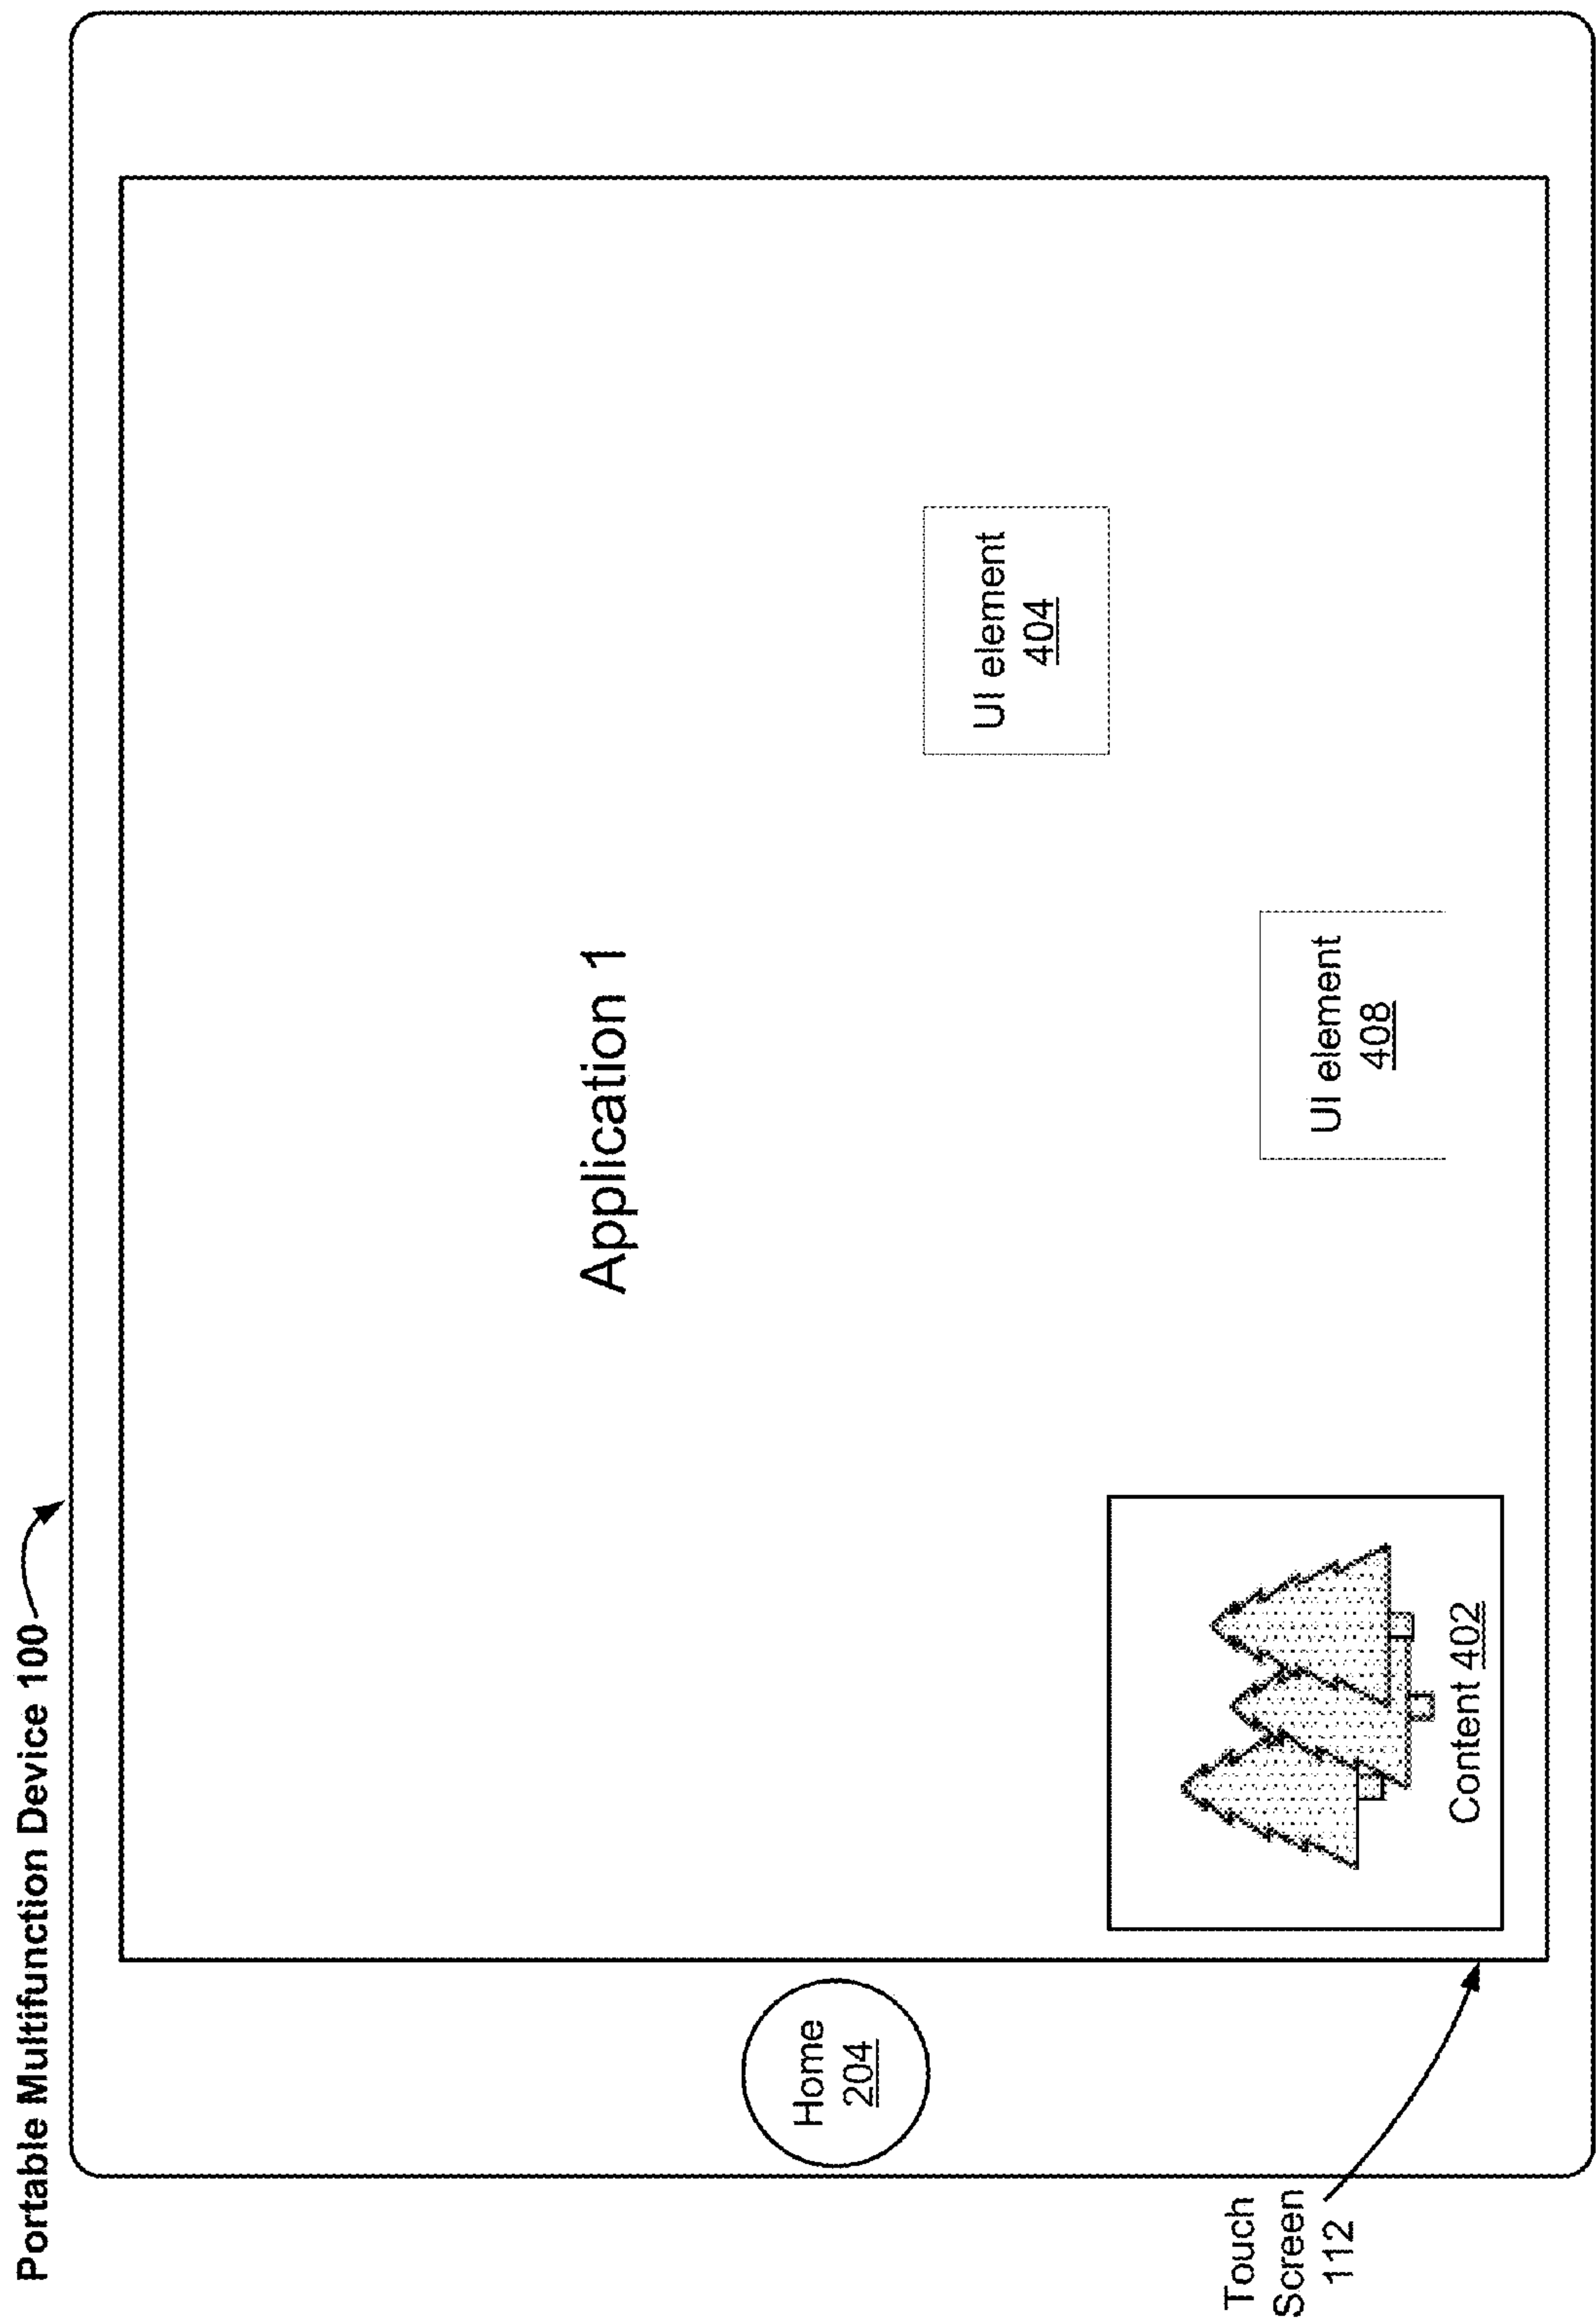 Portable Multifunction Device 100
Application 1
UI element
404
UI element
408
Content 402
Home
204
Touch
Screen
112